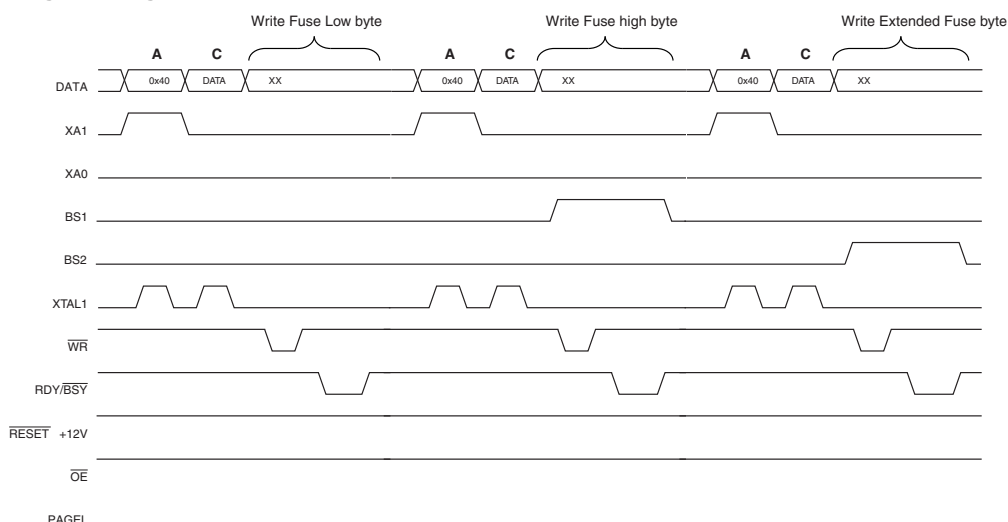 Write Fuse Low byte Write Fuse high byte Write Extended Fuse byte
A C A C A C
DATA 0x40 DATA XX 0x40 DATA XX 0x40 DATA XX
XA1
XA0
BS1
BS2
XTAL1
WR
RDY/BSY
RESET +12V
OE
PAGEL